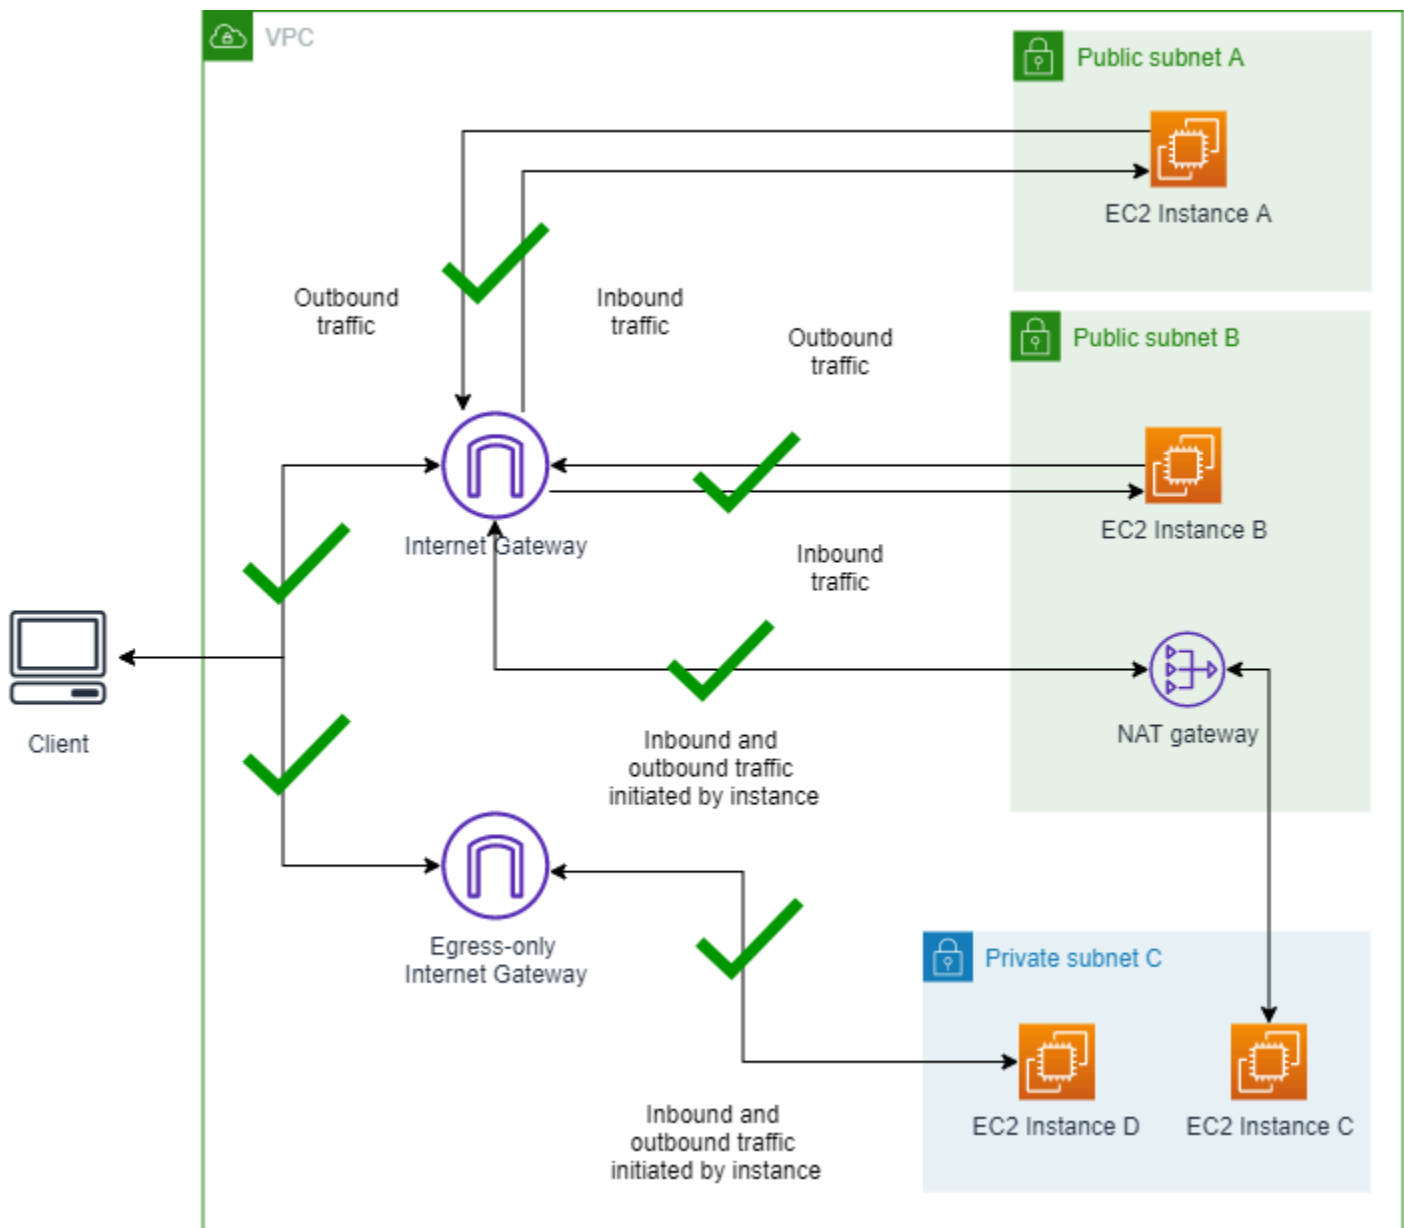 VPC
Public subnet A
EC2 Instance A
Outbound
traffic
Inbound
traffic
Outbound
traffic
Public subnet B
EC2 Instance B
Internet Gateway
Inbound
traffic
Client
NAT gateway
Inbound and
outbound traffic
initiated by instance
Egress-only
Internet Gateway
Private subnet C
EC2 Instance D
EC2 Instance C
Inbound and
outbound traffic
initiated by instance